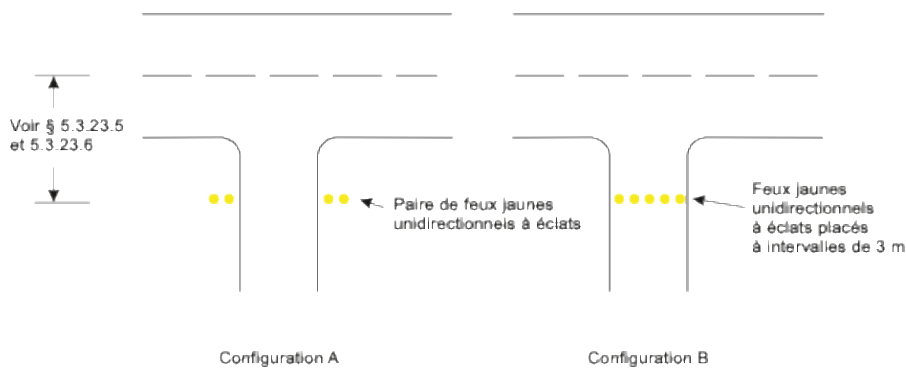 Voir § 5.3.23.5
et 5.3.23.6
Paire de feux jaunes
unidirectionnels à éclats
Feux jaunes
unidirectionnels
à éclats placés
à intervalles de 3 m
Configuration A
Configuration B